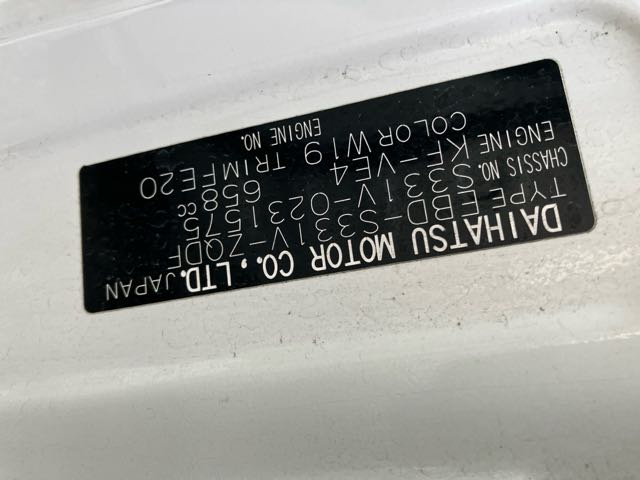 DAIHATSU MOTOR CO., LTD. JAPAN
TYPE EBD-S331V-ZQDF
CHASSIS NO. S331V-0231575
ENGINE KF-VE4 658 cc
COLOR W19 TRIM FE20
ENGINE NO.